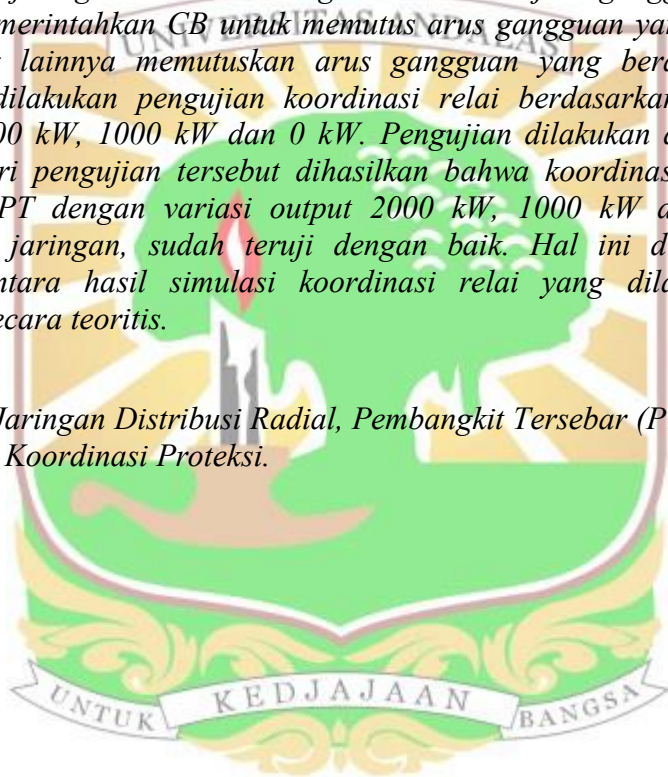 merintahkan CB untuk memutus arus gangguan
UNIVERSITAS ANDALAS
lainnya memutuskan arus gangguan yang
dilakukan pengujian koordinasi relai berdasarkan
00 kW, 1000 kW dan 0 kW. Pengujian dilakukan
ri pengujian tersebut dihasilkan bahwa koordinas
PT dengan variasi output 2000 kW, 1000 kW
jaringan, sudah teruji dengan baik. Hal ini
ntara hasil simulasi koordinasi relai yang
ecara teoritis.
Jaringan Distribusi Radial, Pembangkit Tersebar (P
Koordinasi Proteksi.
UNTUK KEDJAJAAN BANGSA